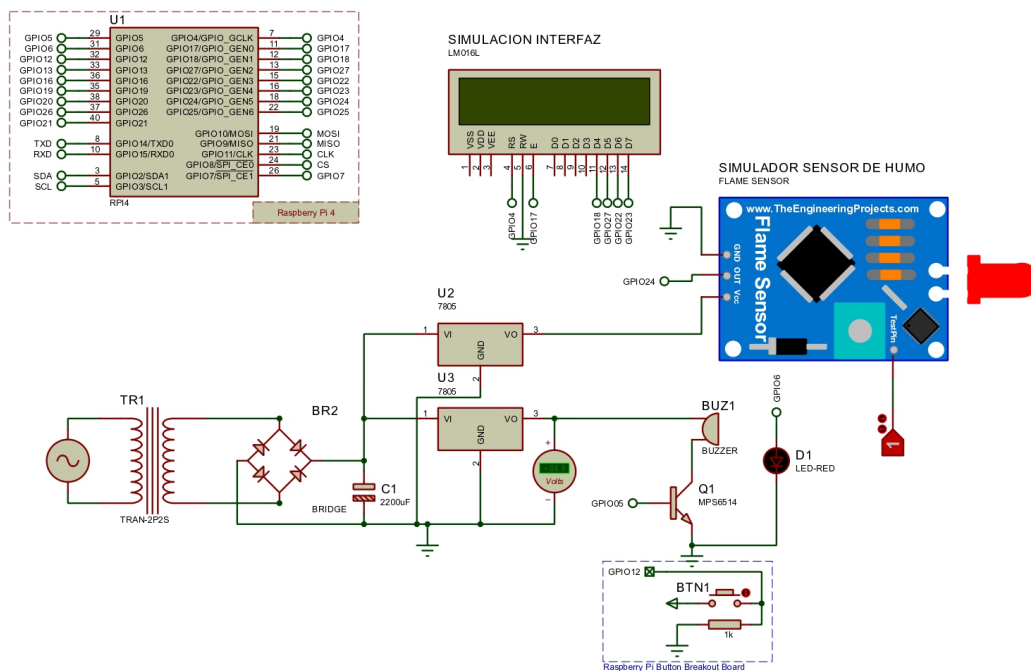 U1
29 GPIO5 GPIO4/GPIO_GCLK 7 GPIO4
GPIO5
31 GPIO6 GPIO17/GPIO_GEN0 11 GPIO17
GPIO6
32 GPIO12 GPIO18/GPIO_GEN1 12 GPIO18
GPIO12
33 GPIO13 GPIO27/GPIO_GEN2 13 GPIO27
GPIO13
36 GPIO16 GPIO22/GPIO_GEN3 15 GPIO22
GPIO16
35 GPIO19 GPIO23/GPIO_GEN4 16 GPIO23
GPIO19
38 GPIO20 GPIO24/GPIO_GEN5 18 GPIO24
GPIO20
37 GPIO26 GPIO25/GPIO_GEN6 22 GPIO25
GPIO26
40 GPIO21
GPIO21
GPIO10/MOSI 19 MOSI
TXD 8 GPIO14/TXD0 GPIO9/MISO 21 MISO
RXD 10 GPIO15/RXD0 GPIO11/CLK 23 CLK
GPIO8/SPI_CE0 24 CS
SDA 3 GPIO2/SDA1 GPIO7/SPI_CE1 26 GPIO7
SCL 5 GPIO3/SCL1
RPI4
Raspberry Pi 4
SIMULACION INTERFAZ
LM016L
VSS VDD VEE RS RW E D0 D1 D2 D3 D4 D5 D6 D7
1 2 3 4 5 6 7 8 9 10 11 12 13 14
GPIO4 GPIO17 GPIO18 GPIO27 GPIO22 GPIO23
SIMULADOR SENSOR DE HUMO
FLAME SENSOR
www.TheEngineeringProjects.com
Flame Sensor
GND OUT Vcc
TestPin
GPIO24
1
U2
7805
1 VI VO 3
GND
2
U3
7805
1 VI VO 3
GND
2
TR1
TRAN-2P2S
BR2
BRIDGE
C1
2200uF
+
Volts
−
BUZ1
BUZZER
GPIO6
D1
LED-RED
Q1
MPS6514
GPIO05
GPIO12
BTN1
1k
Raspberry Pi Button Breakout Board